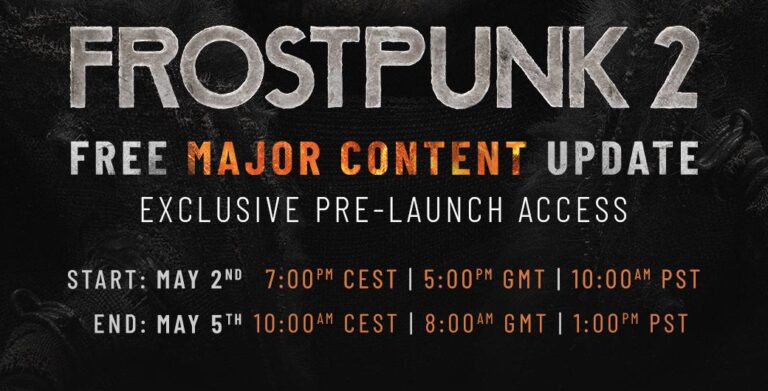 FROSTPUNK 2
FREE MAJOR CONTENT UPDATE
EXCLUSIVE PRE-LAUNCH ACCESS
START: MAY 2ND 7:00PM CEST | 5:00PM GMT | 10:00AM PST
END: MAY 5TH 10:00AM CEST | 8:00AM GMT | 1:00PM PST